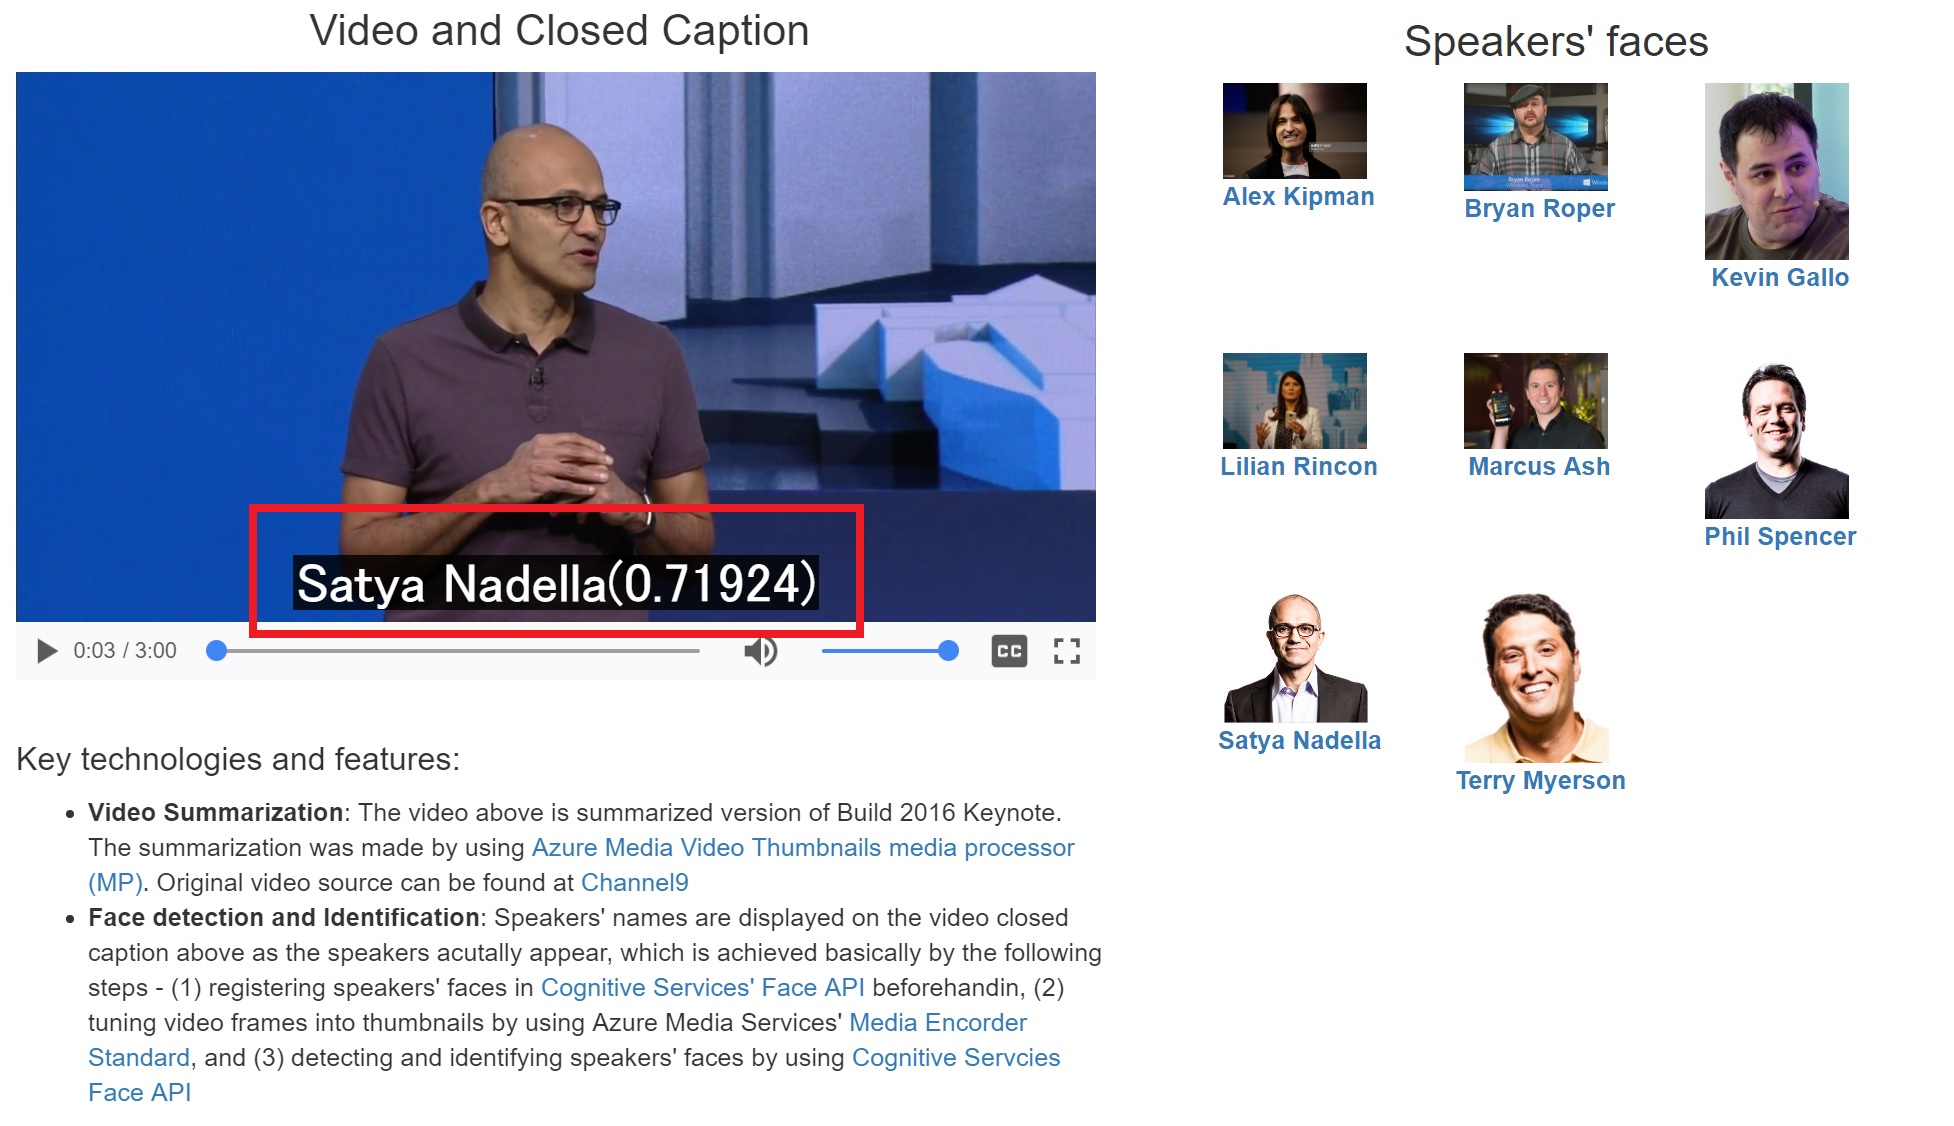 Video and Closed Caption
Satya Nadella(0.71924)
0:03 / 3:00
CC
Key technologies and features:
• Video Summarization: The video above is summarized version of Build 2016 Keynote.
The summarization was made by using Azure Media Video Thumbnails media processor
(MP). Original video source can be found at Channel9
• Face detection and Identification: Speakers' names are displayed on the video closed
caption above as the speakers acutally appear, which is achieved basically by the following
steps - (1) registering speakers' faces in Cognitive Services' Face API beforehandin, (2)
tuning video frames into thumbnails by using Azure Media Services' Media Encorder
Standard, and (3) detecting and identifying speakers' faces by using Cognitive Servcies
Face API
Speakers' faces
Alex Kipman
Bryen Roper
Windows Team
Bryan Roper
Kevin Gallo
Lilian Rincon
Marcus Ash
Phil Spencer
Satya Nadella
Terry Myerson